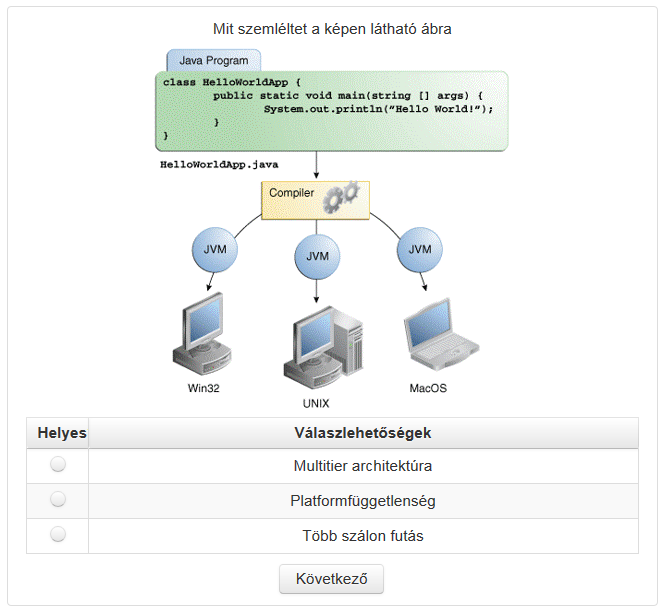 Mit szemléltet a képen látható ábra
Java Program
class HelloWorldApp {
public static void main(string [] args) {
System.out.println("Hello World!");
}
}
HelloWorldApp.java
Compiler
JVM
JVM
JVM
Win32
UNIX
MacOS
Helyes Válaszlehetőségek
Multitier architektúra
Platformfüggetlenség
Több szálon futás
Következő